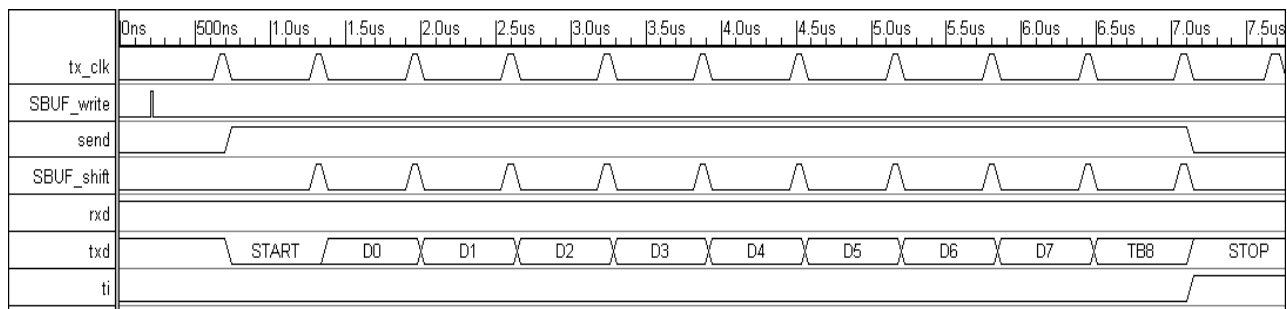 0ns 500ns 1.0us 1.5us 2.0us 2.5us 3.0us 3.5us 4.0us 4.5us 5.0us 5.5us 6.0us 6.5us 7.0us 7.5us
tx_clk
SBUF_write
send
SBUF_shift
rxd
txd START D0 D1 D2 D3 D4 D5 D6 D7 TB8 STOP
ti